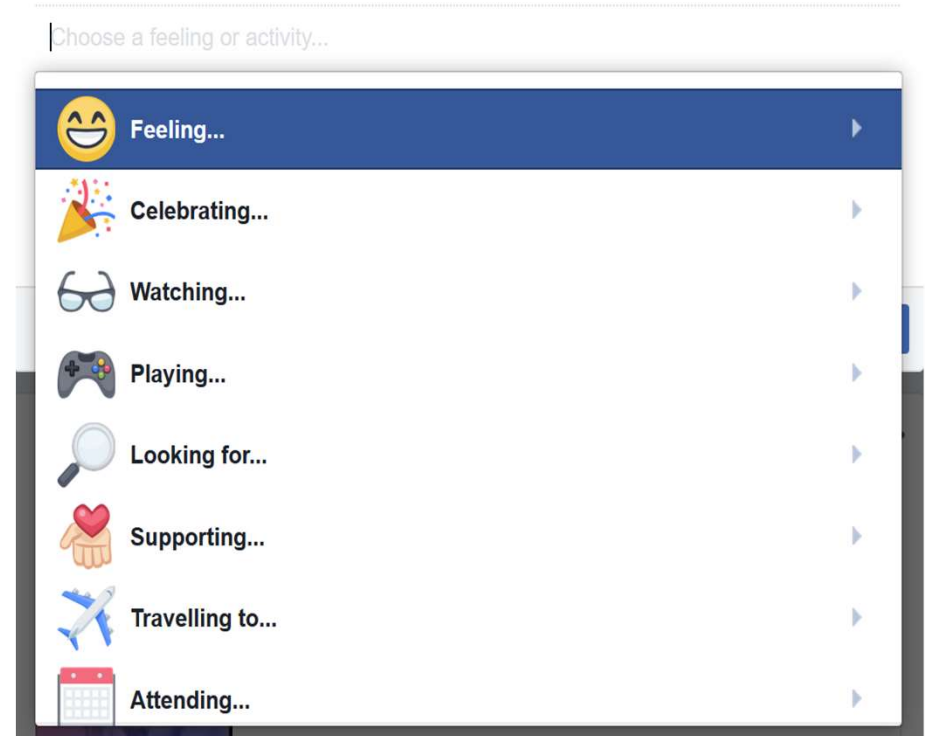 Choose a feeling or activity...
Feeling...
Celebrating...
Watching...
Playing...
Looking for...
Supporting...
Travelling to...
Attending...